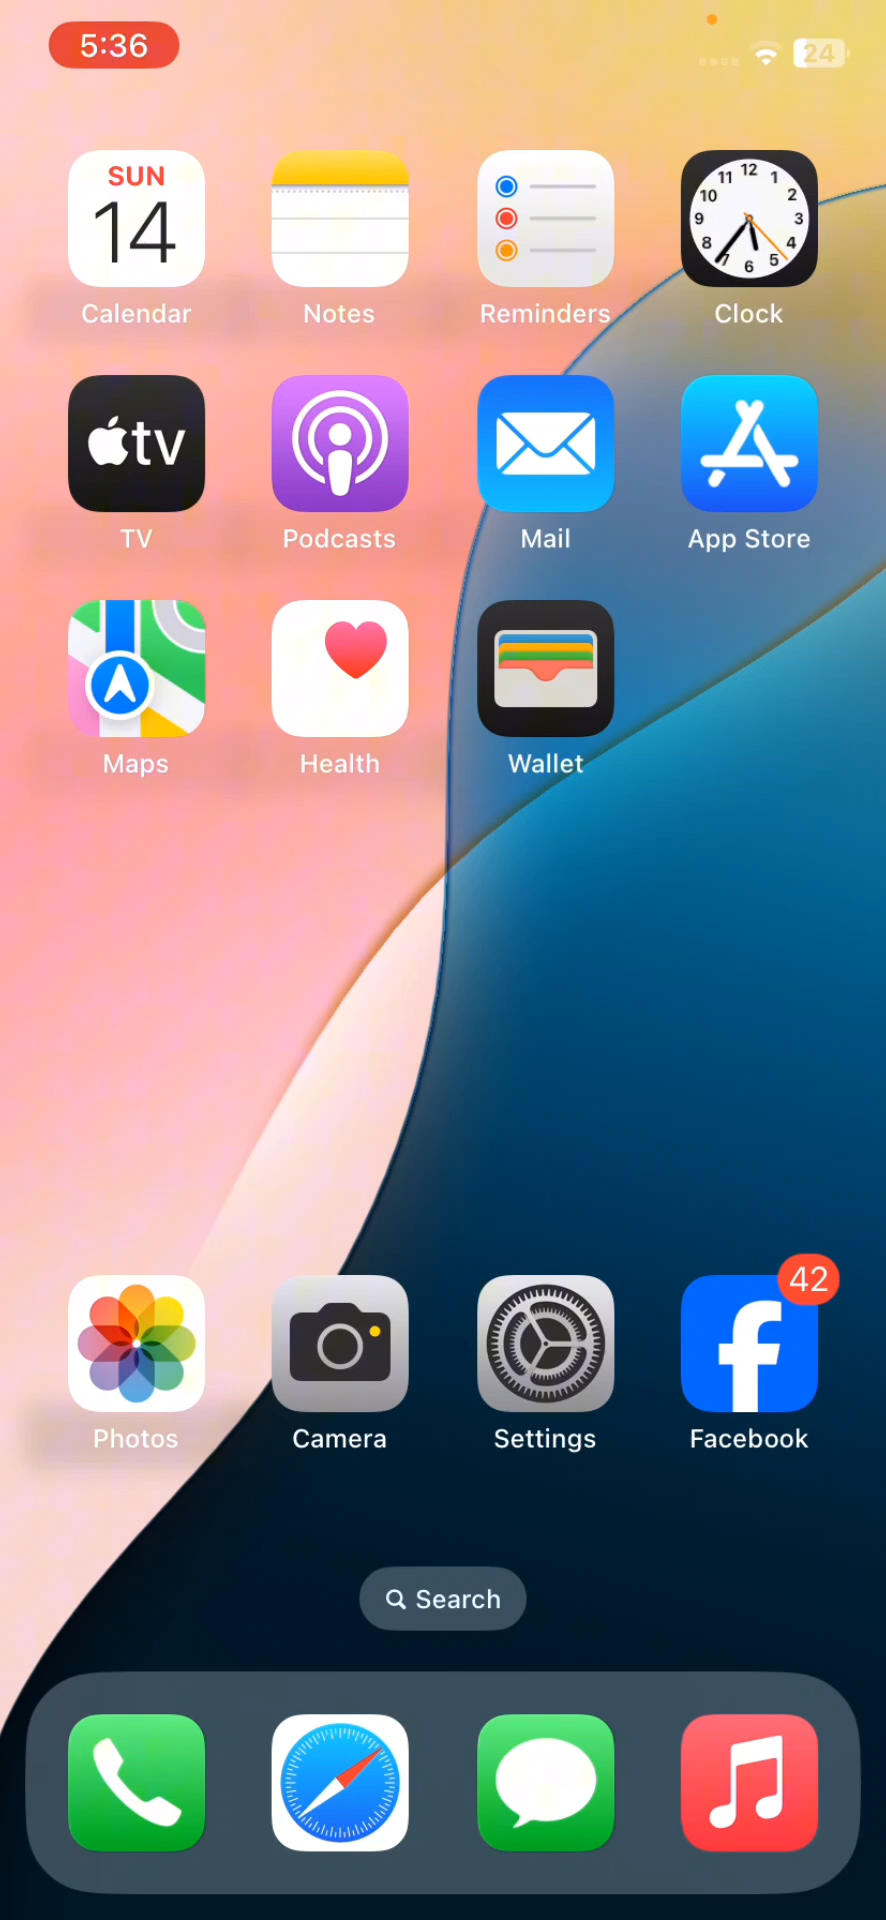 5:36
24
SUN
14
Calendar
Notes
Reminders
12
11
1
10
2
9
3
8
4
7
6
5
Clock
tv
TV
Podcasts
Mail
App Store
Maps
Health
Wallet
Photos
Camera
Settings
42
Facebook
Search